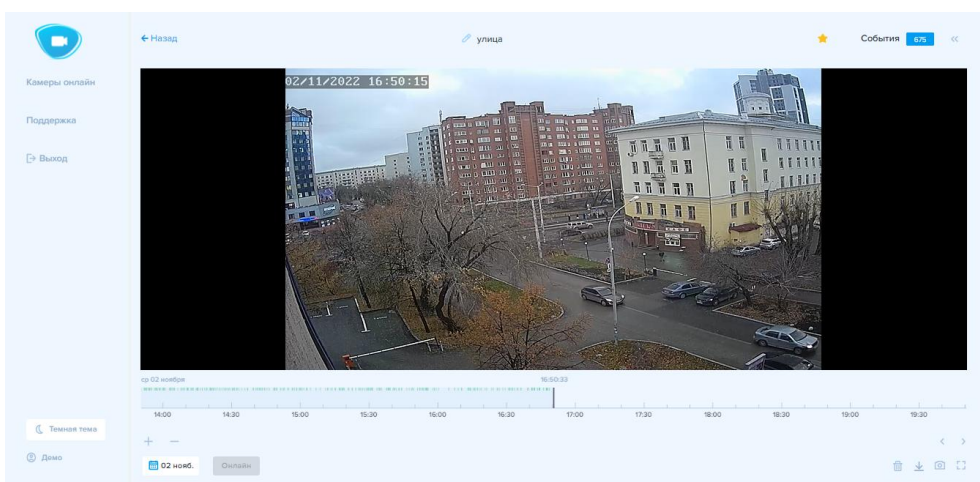 Назад
улица
События 675
Камеры онлайн
Поддержка
Выход
02/11/2022 16:50:15
ср 02 ноября
16:50:33
14:00 14:30 15:00 15:30 16:00 16:30 17:00 17:30 18:00 18:30 19:00 19:30
Темная тема
Демо
02 нояб.
Онлайн